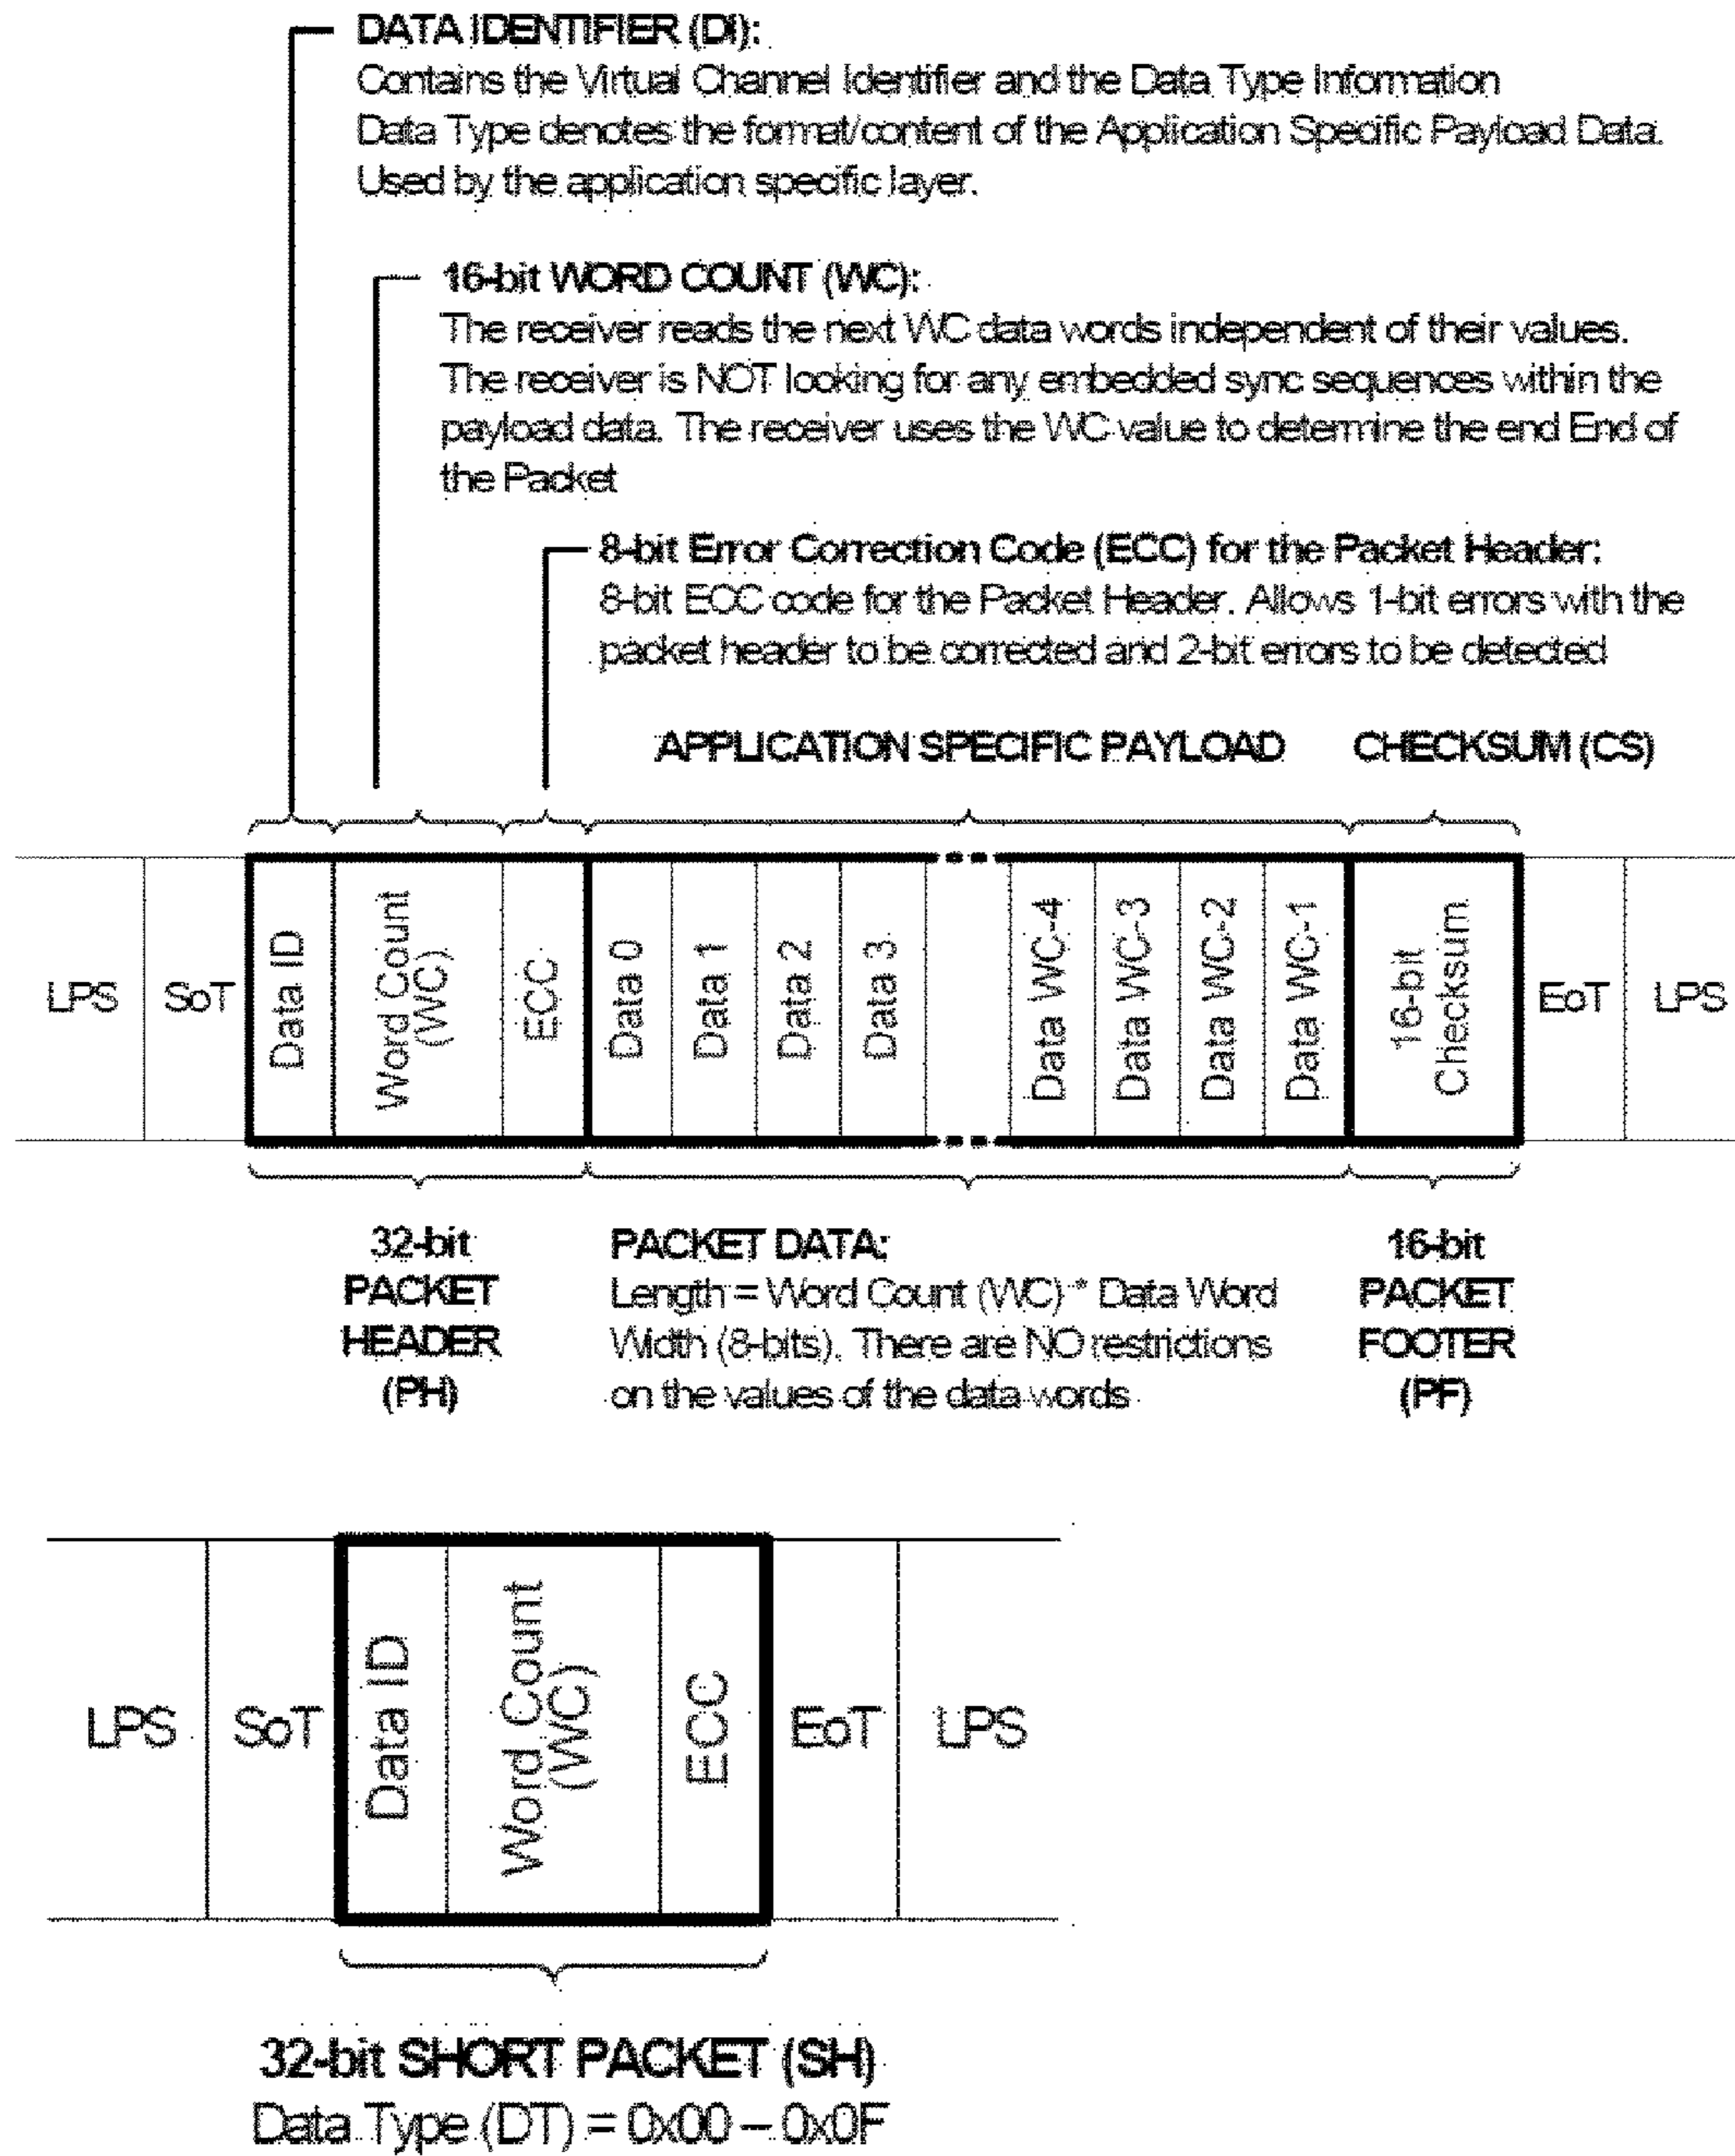 DATA IDENTIFIER (DI):
Contains the Virtual Channel Identifier and the Data Type Information
Data Type denotes the format/content of the Application Specific Payload Data.
Used by the application specific layer.
16-bit WORD COUNT (WC):
The receiver reads the next WC data words independent of their values.
The receiver is NOT looking for any embedded sync sequences within the
payload data. The receiver uses the WC value to determine the end End of
the Packet
8-bit Error Correction Code (ECC) for the Packet Header:
8-bit ECC code for the Packet Header. Allows 1-bit errors with the
packet header to be corrected and 2-bit errors to be detected
APPLICATION SPECIFIC PAYLOAD
CHECKSUM (CS)
LPS
SoT
Data ID
Word Count
(WC)
ECC
Data 0
Data 1
Data 2
Data 3
Data WC-4
Data WC-3
Data WC-2
Data WC-1
16-bit
Checksum
EoT
LPS
32-bit
PACKET
HEADER
(PH)
PACKET DATA:
Length = Word Count (WC) * Data Word
Width (8-bits). There are NO restrictions
on the values of the data words
16-bit
PACKET
FOOTER
(PF)
LPS
SoT
Data ID
Word Count
(WC)
ECC
EoT
LPS
32-bit SHORT PACKET (SH)
Data Type (DT) = 0x00 – 0x0F